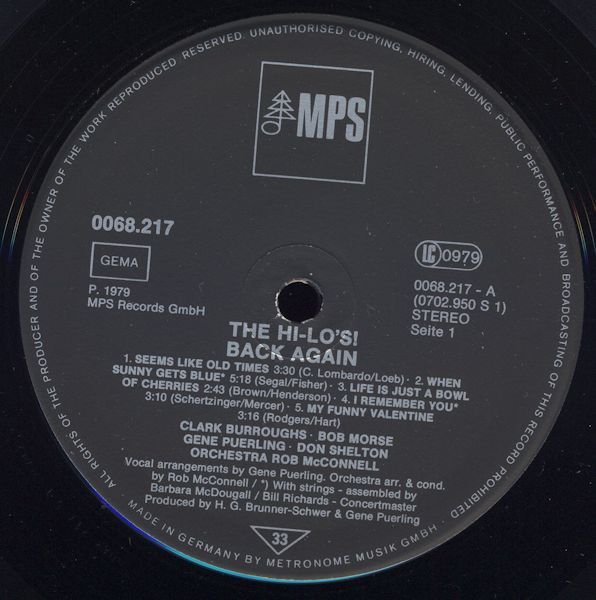 ALL RIGHTS OF THE PRODUCER AND OF THE OWNER OF THE WORK REPRODUCED RESERVED. UNAUTHORISED COPYING, HIRING, LENDING, PUBLIC PERFORMANCE AND BROADCASTING OF THIS RECORD PROHIBITED
MPS
0068.217
GEMA
P. 1979
MPS Records GmbH
LC 0979
0068.217 - A
(0702.950 S 1)
STEREO
Seite 1
THE HI-LO'S!
BACK AGAIN
1. SEEMS LIKE OLD TIMES 3:30 (C. Lombardo/Loeb) · 2. WHEN
SUNNY GETS BLUE* 5:18 (Segal/Fisher) · 3. LIFE IS JUST A BOWL
OF CHERRIES 2:43 (Brown/Henderson) · 4. I REMEMBER YOU*
3:10 (Schertzinger/Mercer) · 5. MY FUNNY VALENTINE
3:16 (Rodgers/Hart)
CLARK BURROUGHS · BOB MORSE
GENE PUERLING · DON SHELTON
ORCHESTRA ROB McCONNELL
Vocal arrangements by Gene Puerling. Orchestra arr. & cond.
by Rob McConnell / *) With strings - assembled by
Barbara McDougall / Bill Richards - Concertmaster
Produced by H. G. Brunner-Schwer & Gene Puerling
33
MADE IN GERMANY BY METRONOME MUSIK GMBH